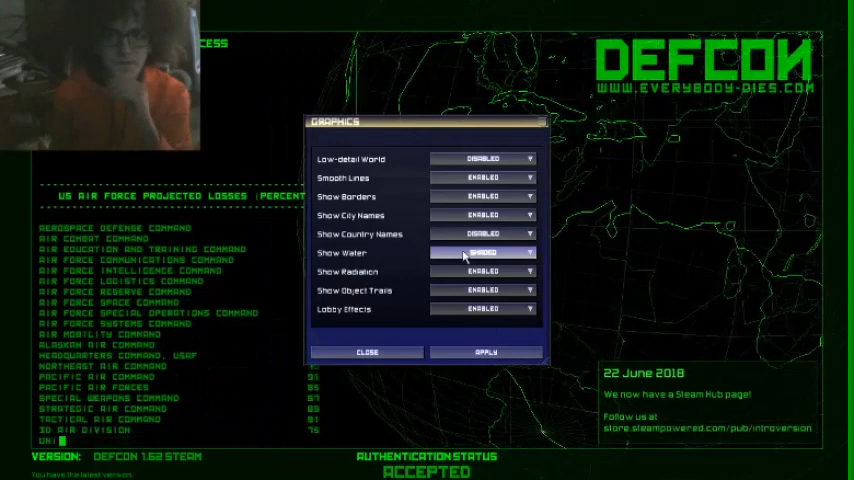 CESS
DEFCON
WWW.EVERYBODY-DIES.COM
GRAPHICS
Low-detail World DISABLED
Smooth Lines ENABLED
Show Borders ENABLED
Show City Names ENABLED
Show Country Names DISABLED
Show Water SHADED
Show Radiation ENABLED
Show Object Trails ENABLED
Lobby Effects ENABLED
CLOSE APPLY
US AIR FORCE PROJECTED LOSSES (PERCENT
AEROSPACE DEFENSE COMMAND
AIR COMBAT COMMAND
AIR EDUCATION AND TRAINING COMMAND
AIR FORCE COMMUNICATIONS COMMAND
AIR FORCE INTELLIGENCE COMMAND
AIR FORCE LOGISTICS COMMAND
AIR FORCE RESERVE COMMAND
AIR FORCE SPACE COMMAND
AIR FORCE SPECIAL OPERATIONS COMMAND
AIR FORCE SYSTEMS COMMAND
AIR MOBILITY COMMAND
ALASKAN AIR COMMAND
HEADQUARTERS COMMAND, USAF
NORTHEAST AIR COMMAND
PACIFIC AIR COMMAND 91
PACIFIC AIR FORCES
SPECIAL WEAPONS COMMAND
STRATEGIC AIR COMMAND
TACTICAL AIR COMMAND 91
3D AIR DIVISION
UNI
22 June 2018
We now have a Steam Hub page!
Follow us at
store.steampowered.com/pub/introversion
VERSION: DEFCON 1.62 STEAM
You have the latest version.
AUTHENTICATION STATUS
ACCEPTED